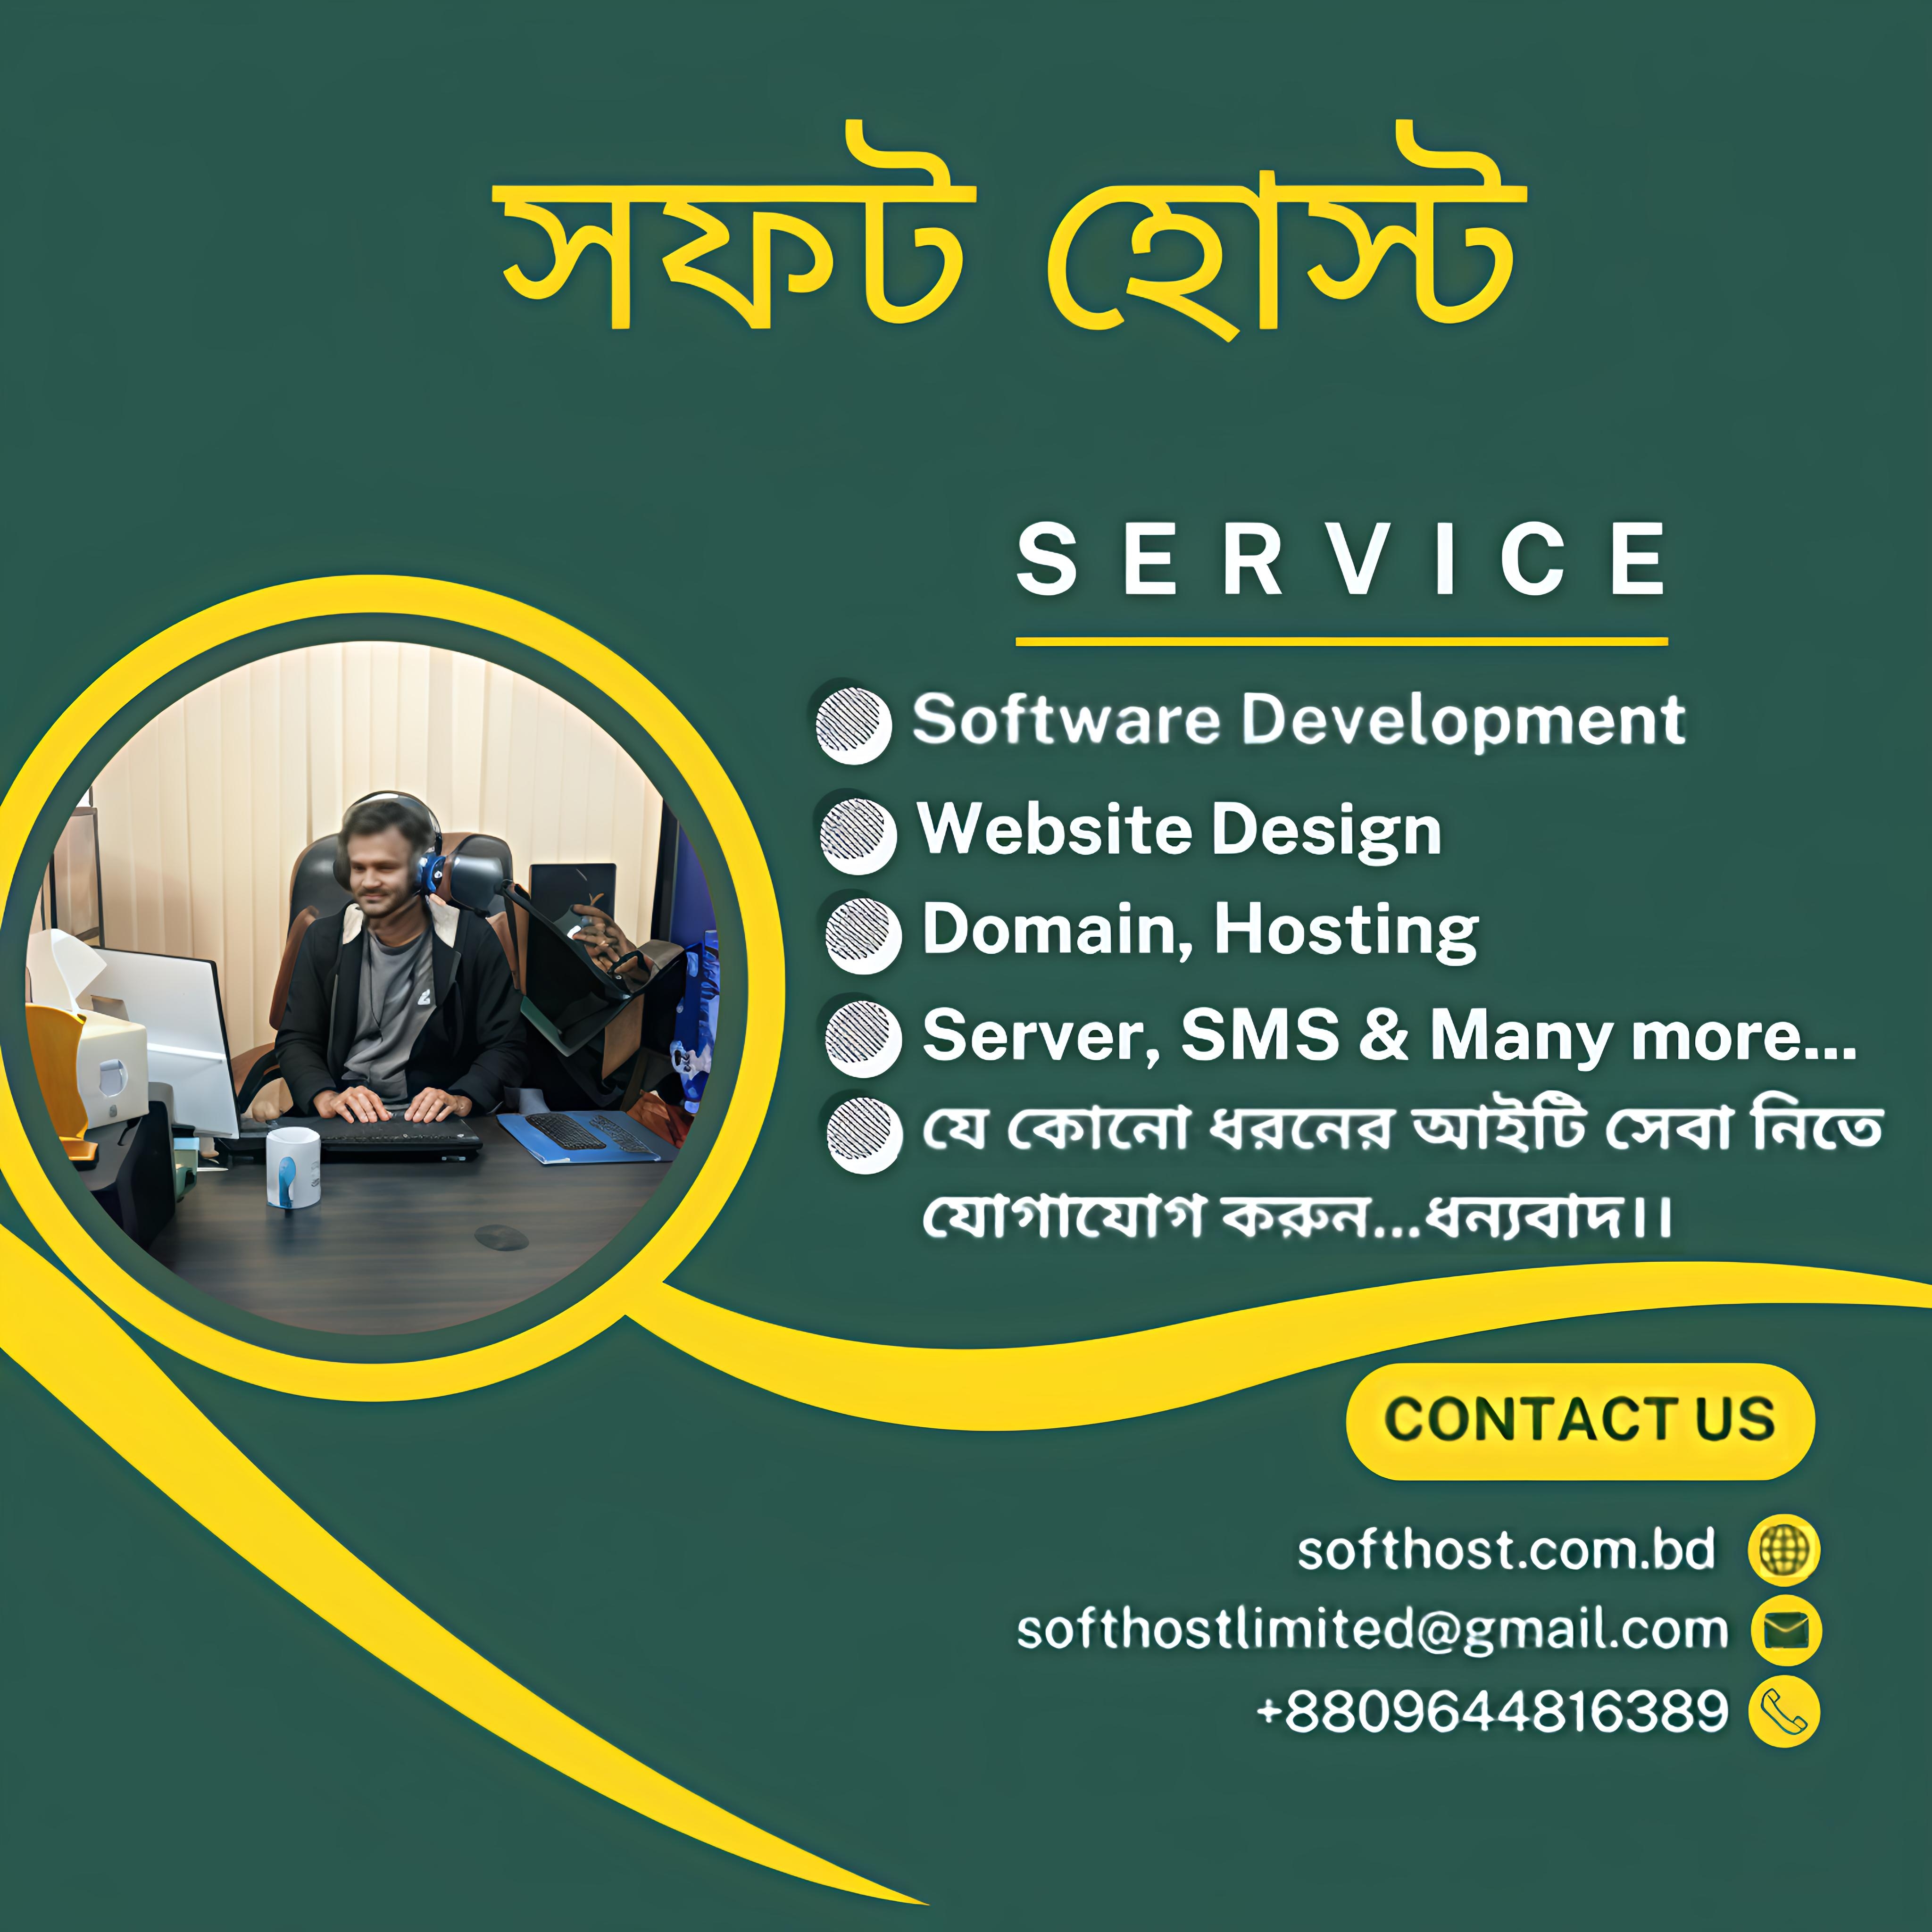 সফট হোস্ট
SERVICE
Software Development
Website Design
Domain, Hosting
Server, SMS & Many more...
যে কোনো ধরনের আইটি সেবা নিতে
যোগাযোগ করুন...ধন্যবাদ।।
CONTACT US
softhost.com.bd
softhostlimited@gmail.com
+8809644816389